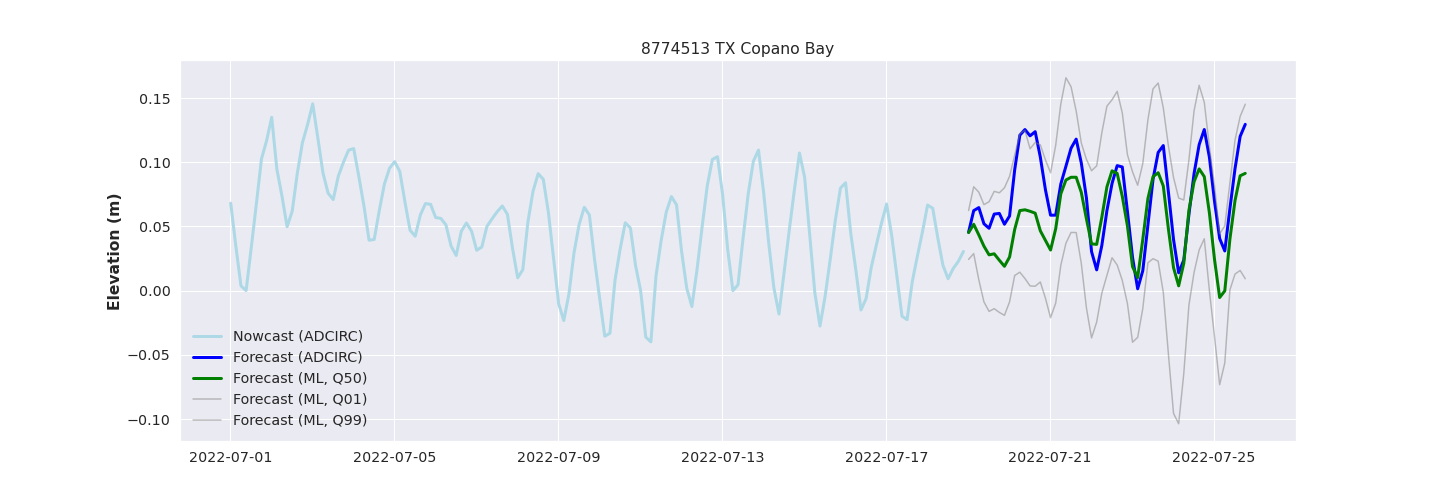 8774513 TX Copano Bay
Elevation (m)
0.15
0.10
0.05
0.00
−0.05
−0.10
Nowcast (ADCIRC)
Forecast (ADCIRC)
Forecast (ML, Q50)
Forecast (ML, Q01)
Forecast (ML, Q99)
2022-07-01 2022-07-05 2022-07-09 2022-07-13 2022-07-17 2022-07-21 2022-07-25